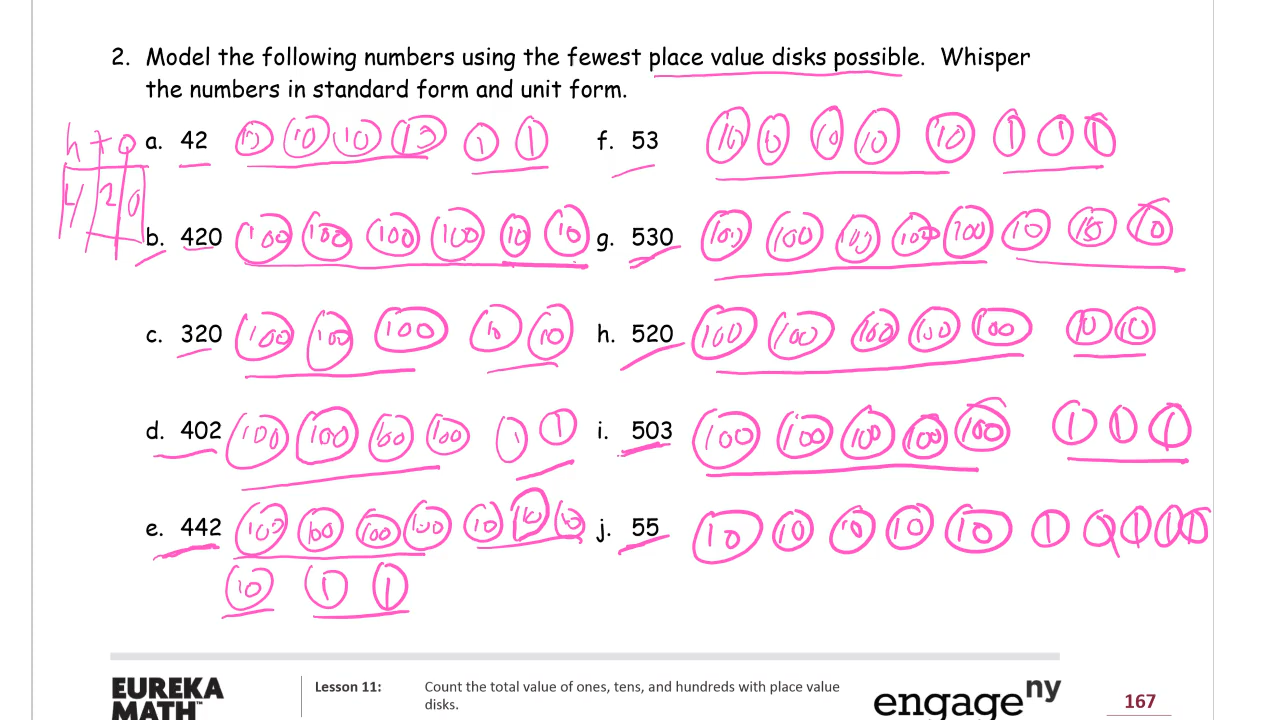 2. Model the following numbers using the fewest place value disks possible. Whisper
the numbers in standard form and unit form.
h t o
4 2 0
a. 42 10 10 10 10 1 1
f. 53 10 10 10 10 10 1 1 1
b. 420 100 100 100 100 10 10
g. 530 100 100 100 100 100 10 10 10
c. 320 100 100 100 10 10
h. 520 100 100 100 100 100 10 10
d. 402 100 100 100 100 1 1
i. 503 100 100 100 100 100 1 1 1
e. 442 100 100 100 100 10 10 10
10 1 1
j. 55 10 10 10 10 10 1 1 1 1 1
EUREKA
MATH™
Lesson 11: Count the total value of ones, tens, and hundreds with place value
disks.
engage ny
167